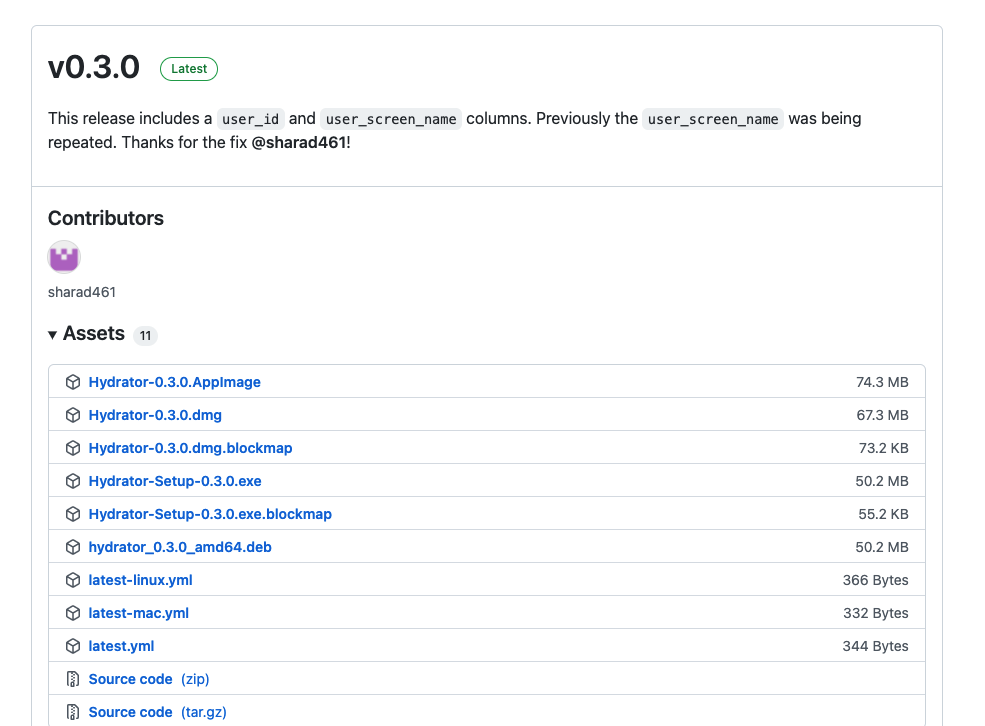 v0.3.0 Latest
This release includes a user_id and user_screen_name columns. Previously the user_screen_name was being
repeated. Thanks for the fix @sharad461!
Contributors
sharad461
Assets 11
Hydrator-0.3.0.AppImage 74.3 MB
Hydrator-0.3.0.dmg 67.3 MB
Hydrator-0.3.0.dmg.blockmap 73.2 KB
Hydrator-Setup-0.3.0.exe 50.2 MB
Hydrator-Setup-0.3.0.exe.blockmap 55.2 KB
hydrator_0.3.0_amd64.deb 50.2 MB
latest-linux.yml 366 Bytes
latest-mac.yml 332 Bytes
latest.yml 344 Bytes
Source code (zip)
Source code (tar.gz)